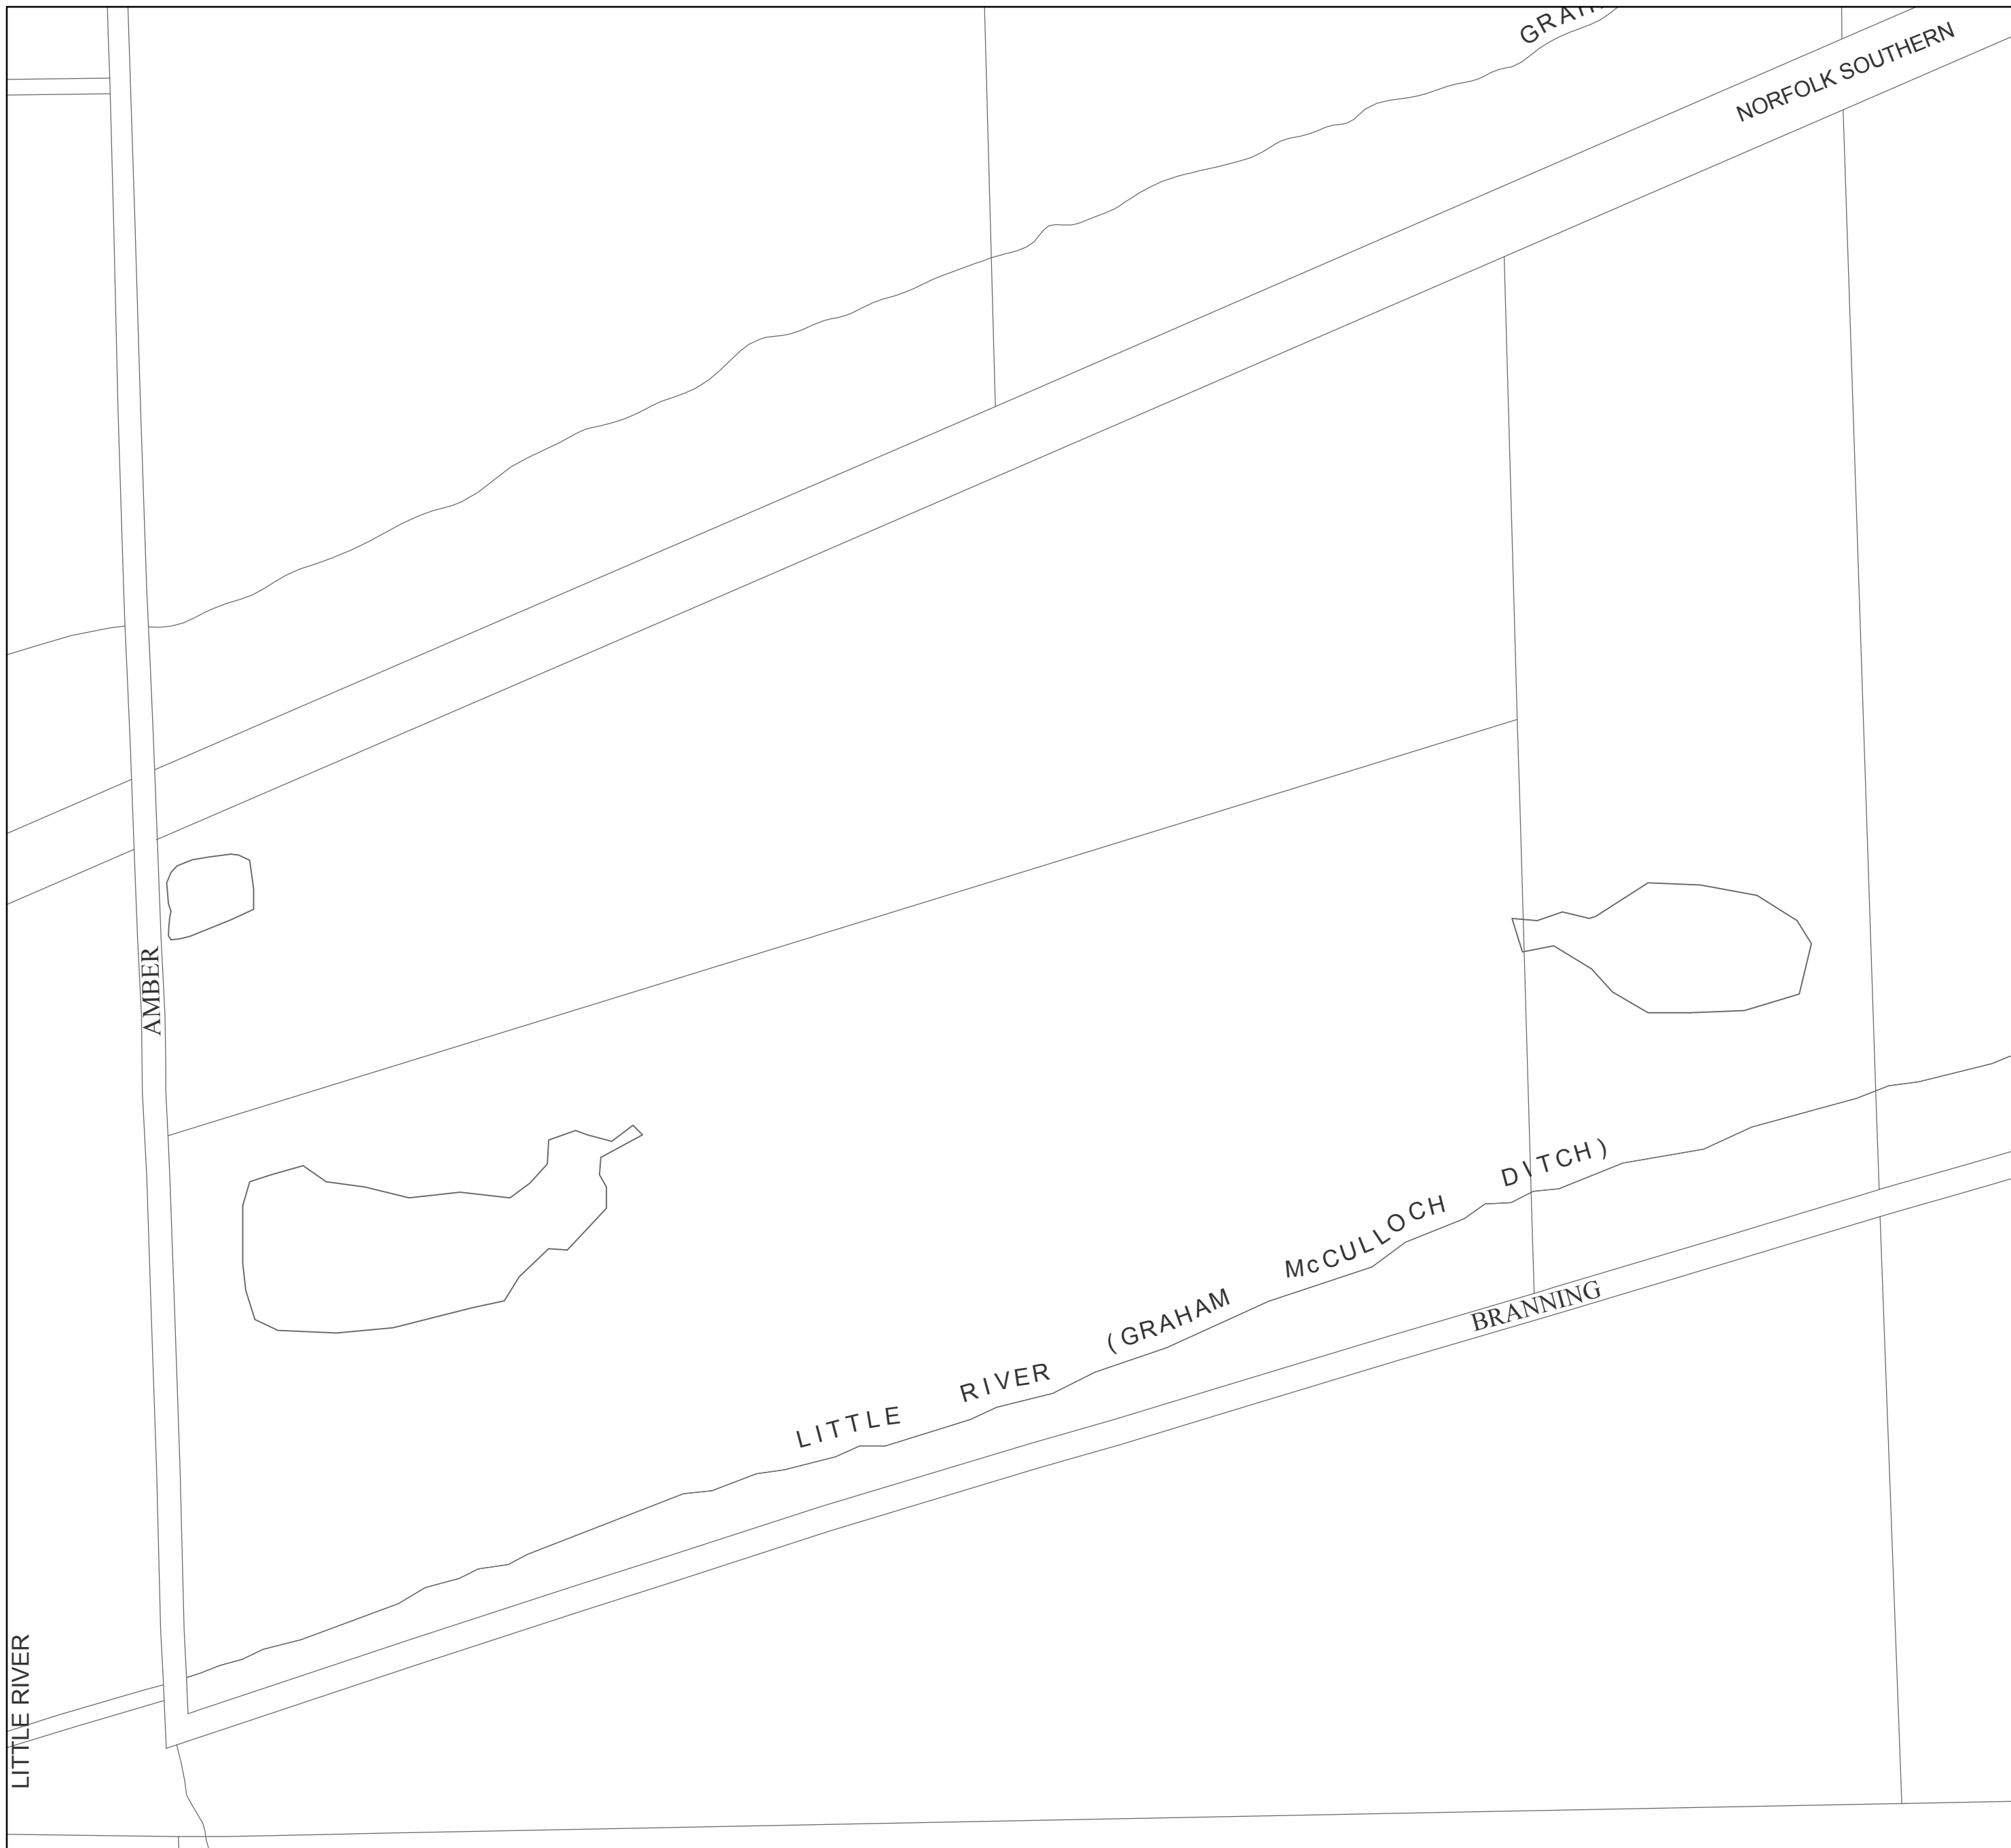 NORFOLK SOUTHERN
AMBER
LITTLE RIVER (GRAHAM McCULLOCH DITCH)
BRANNING
LITTLE RIVER